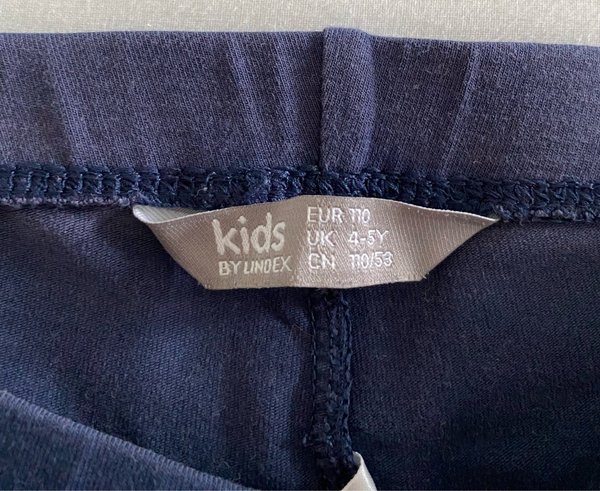 kids
BY LINDEX
EUR 110
UK 4-5Y
CN 110/53